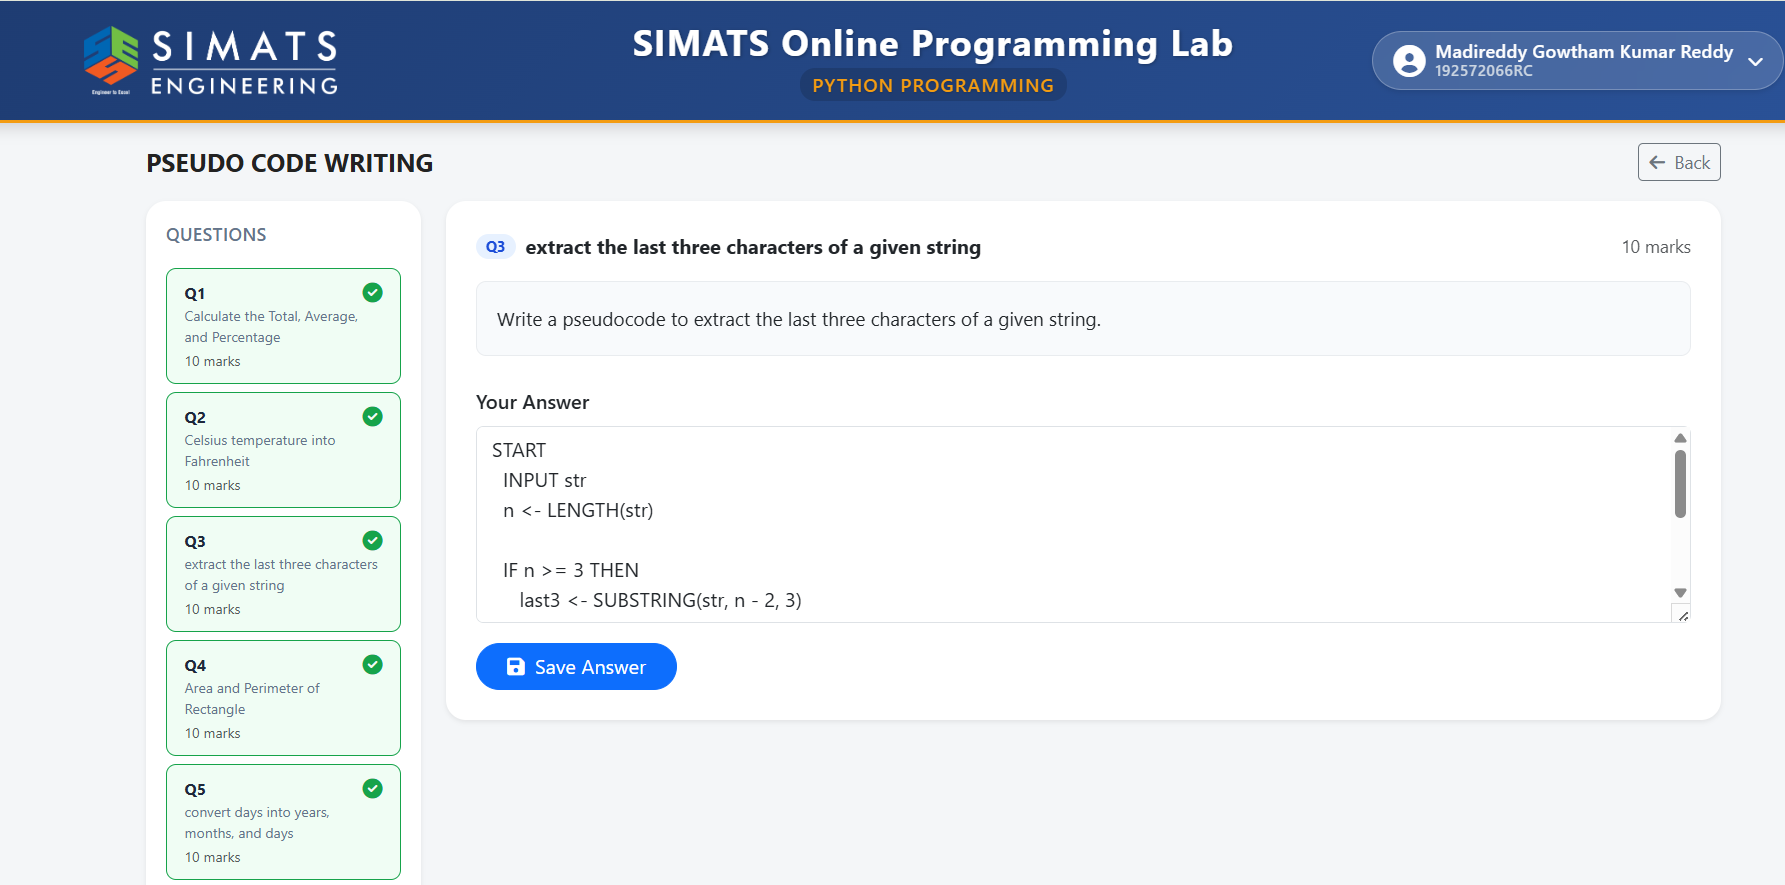 SIMATS
ENGINEERING
Engineer to Excel
SIMATS Online Programming Lab
PYTHON PROGRAMMING
Madireddy Gowtham Kumar Reddy
192572066RC
PSEUDO CODE WRITING
Back
QUESTIONS
Q1
Calculate the Total, Average,
and Percentage
10 marks
Q2
Celsius temperature into
Fahrenheit
10 marks
Q3
extract the last three characters
of a given string
10 marks
Q4
Area and Perimeter of
Rectangle
10 marks
Q5
convert days into years,
months, and days
10 marks
Q3 extract the last three characters of a given string
10 marks
Write a pseudocode to extract the last three characters of a given string.
Your Answer
START
INPUT str
n <- LENGTH(str)
IF n >= 3 THEN
last3 <- SUBSTRING(str, n - 2, 3)
Save Answer